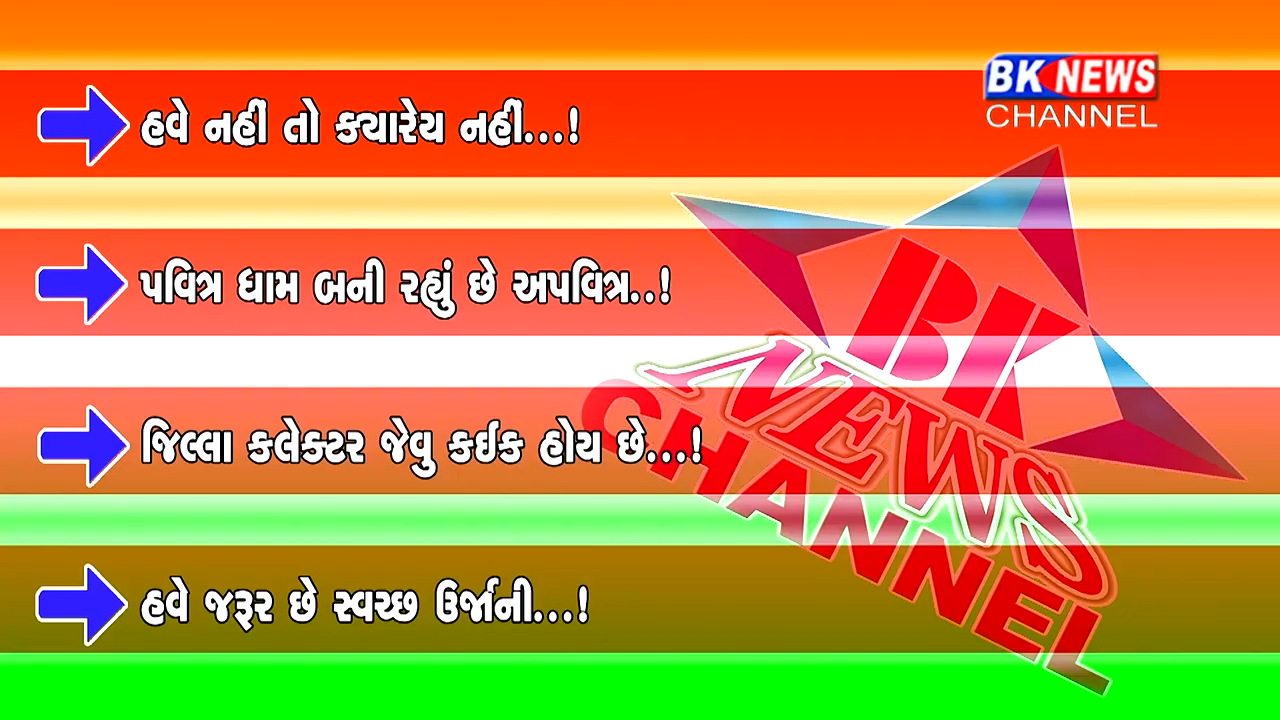 BK NEWS
CHANNEL
હવે નહીં તો ક્યારેય નહીં...!
પવિત્ર ધામ બની રહ્યું છે અપવિત્ર..!
જિલ્લા કલેક્ટર જેવુ કઈક હોય છે...!
હવે જરૂર છે સ્વચ્છ ઉર્જાની...!
BK
NEWS
CHANNEL